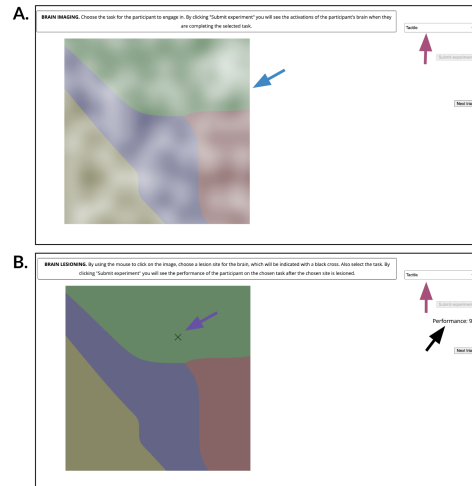 A.
BRAIN IMAGING. Choose the task for the participant to engage in. By clicking "Submit experiment" you will see the activations of the participant's brain when they
are completing the selected task.
Tactile
Submit experiment
Next tria
B.
BRAIN LESIONING. By using the mouse to click on the image, choose a lesion site for the brain, which will be indicated with a black cross. Also select the task. By
clicking "Submit experiment" you will see the performance of the participant on the chosen task after the chosen site is lesioned.
Tactile
Submit experiment
Performance: 9
Next tria